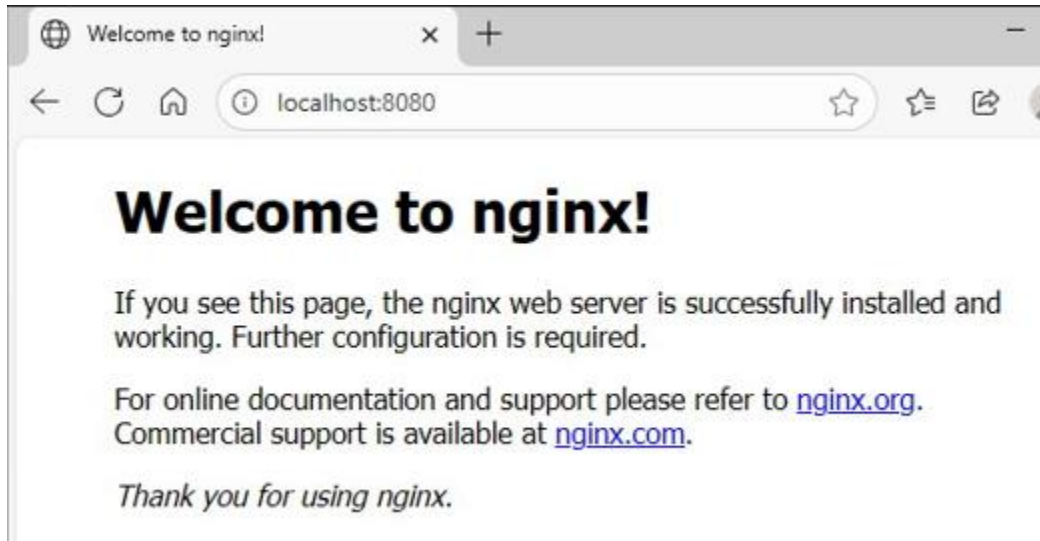 Welcome to nginx!
localhost:8080
Welcome to nginx!
If you see this page, the nginx web server is successfully installed and
working. Further configuration is required.
For online documentation and support please refer to nginx.org.
Commercial support is available at nginx.com.
Thank you for using nginx.